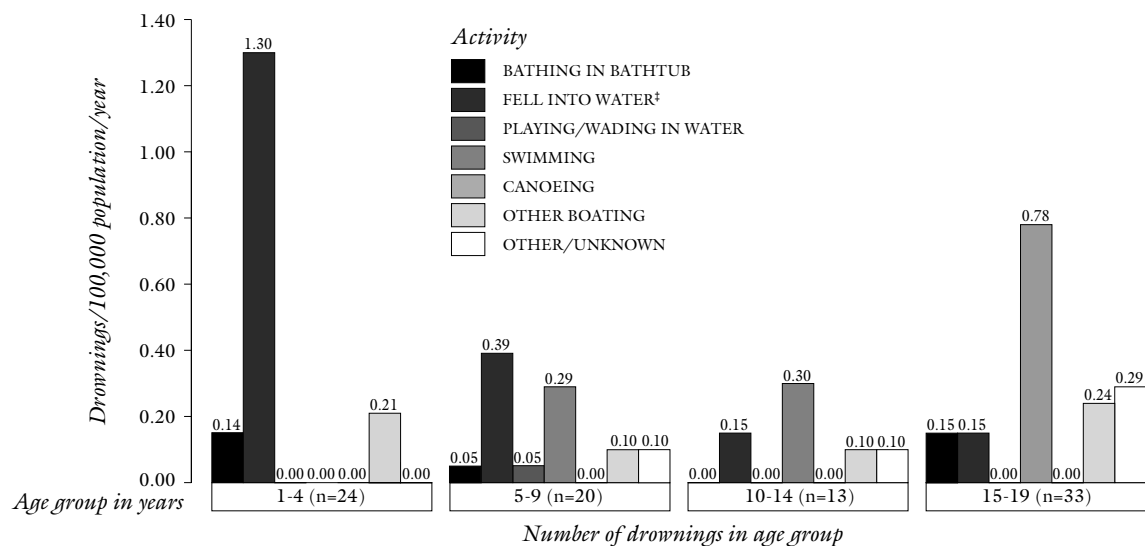 1.40
1.20
1.00
0.80
0.60
0.40
0.20
0.00
Drownings/100,000 population/year
Activity
BATHING IN BATHTUB
FELL INTO WATER‡
PLAYING/WADING IN WATER
SWIMMING
CANOEING
OTHER BOATING
OTHER/UNKNOWN
0.14 1.30 0.00 0.00 0.00 0.21 0.00
0.05 0.39 0.05 0.29 0.00 0.10 0.10
0.00 0.15 0.00 0.30 0.00 0.10 0.10
0.15 0.15 0.00 0.78 0.00 0.24 0.29
Age group in years
1-4 (n=24)
5-9 (n=20)
10-14 (n=13)
15-19 (n=33)
Number of drownings in age group